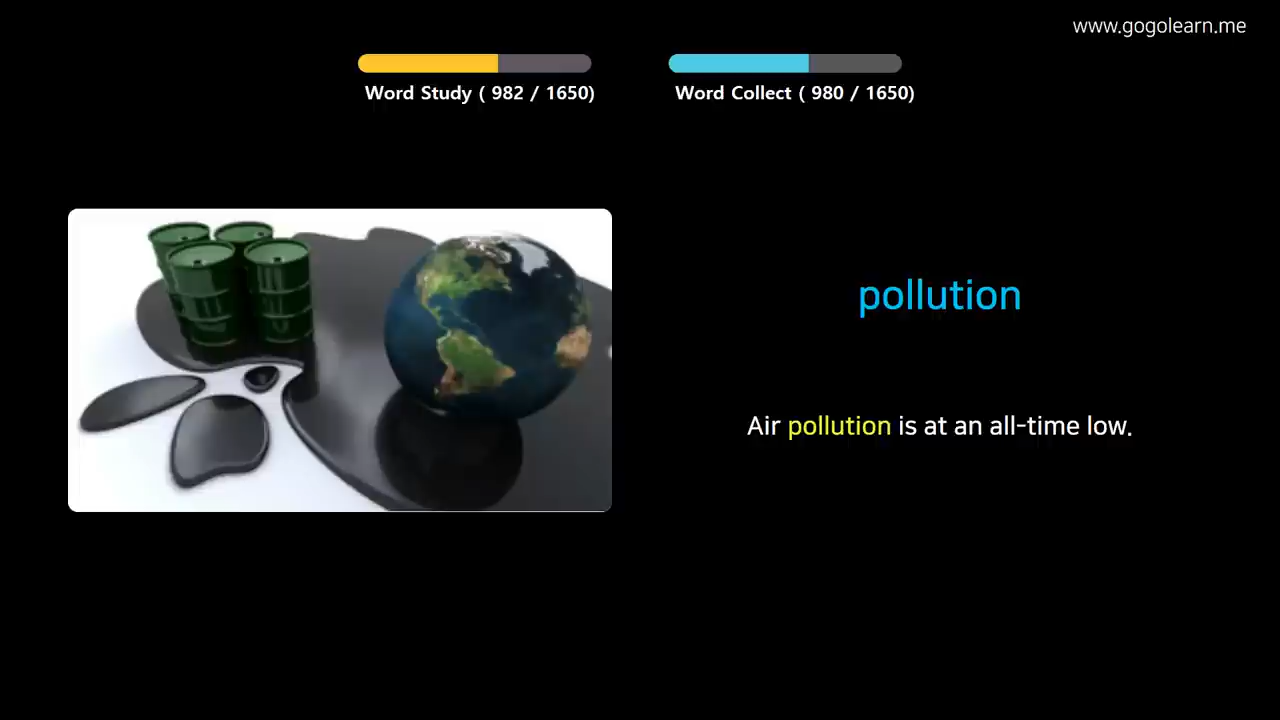 www.gogolearn.me
Word Study ( 982 / 1650)
Word Collect ( 980 / 1650)
pollution
Air pollution is at an all-time low.